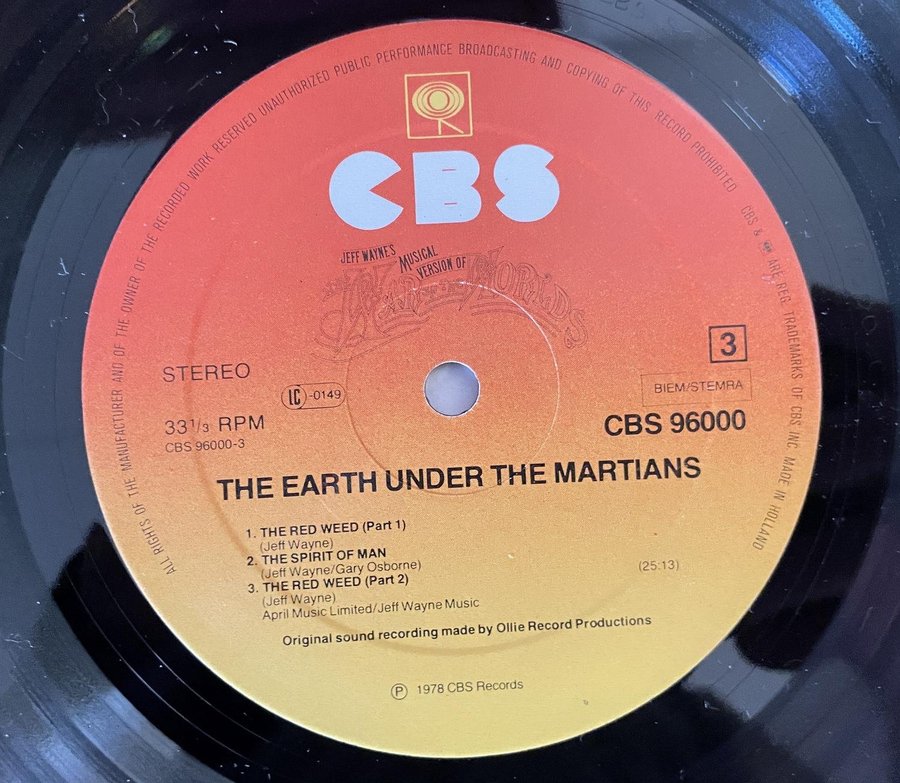 ALL RIGHTS OF THE MANUFACTURER AND OF THE OWNER OF THE RECORDED WORK RESERVED UNAUTHORIZED PUBLIC PERFORMANCE BROADCASTING AND COPYING OF THIS RECORD PROHIBITED
CBS & ARE REG. TRADEMARKS OF CBS INC. MADE IN HOLLAND
CBS
JEFF WAYNE'S MUSICAL VERSION OF
THE WAR OF THE WORLDS
3
STEREO
LC-0149
BIEM/STEMRA
33 1/3 RPM
CBS 96000
CBS 96000-3
THE EARTH UNDER THE MARTIANS
1. THE RED WEED (Part 1)
(Jeff Wayne)
2. THE SPIRIT OF MAN
(Jeff Wayne/Gary Osborne) (25:13)
3. THE RED WEED (Part 2)
(Jeff Wayne)
April Music Limited/Jeff Wayne Music
Original sound recording made by Ollie Record Productions
℗ 1978 CBS Records